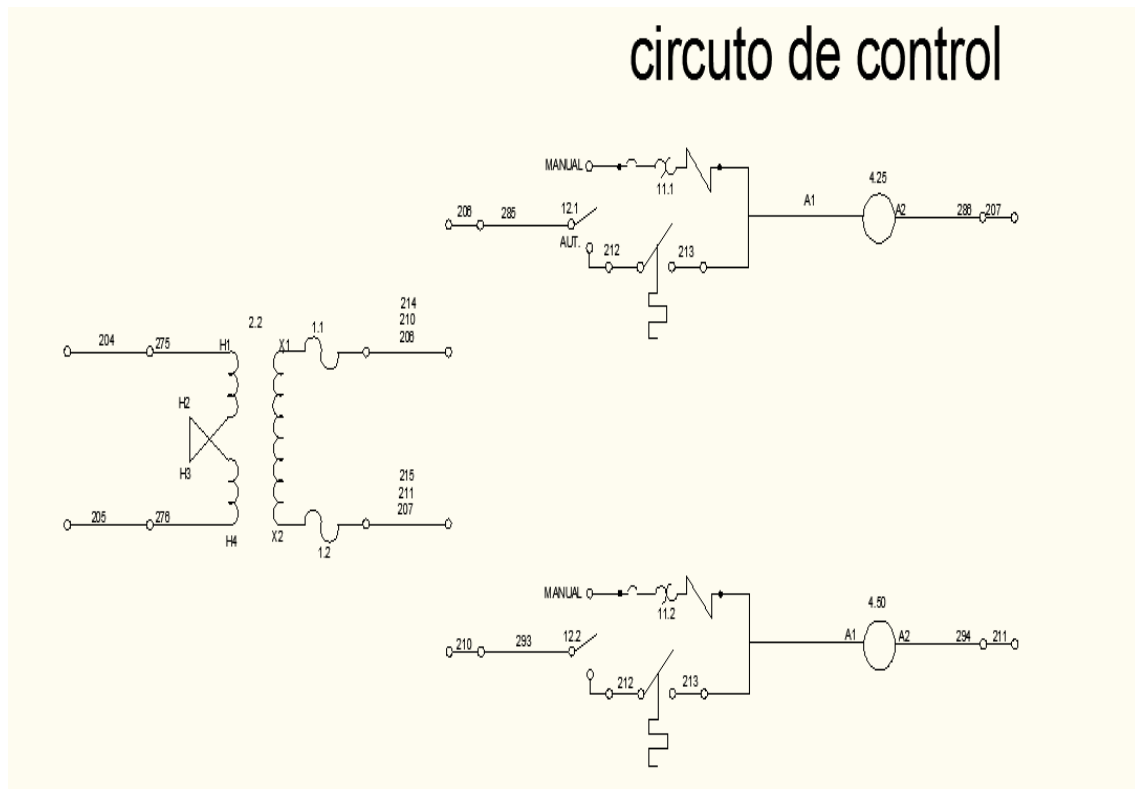 circuto de control
MANUAL
11.1
4.25
206 285 12.1
A1
A2 286 207
AUT.
212 213
2.2
1.1
214
210
206
204 275 H1
X1
H2
H3
215
211
207
205 276
H4
X2
1.2
MANUAL
11.2
4.50
210 293 12.2
A1 A2 294 211
212 213